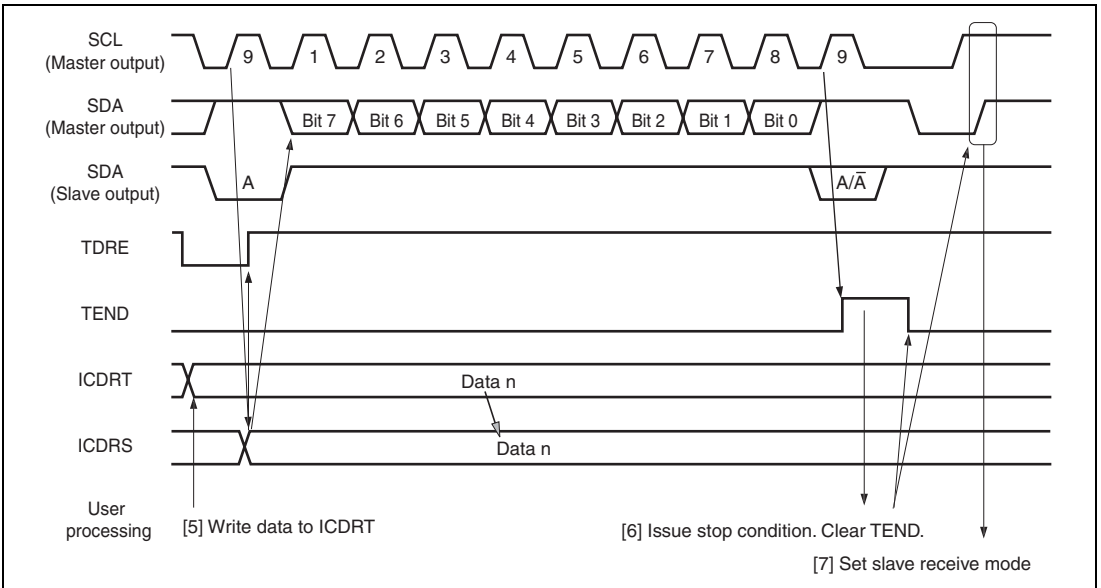 SCL
(Master output)
9 1 2 3 4 5 6 7 8 9
SDA
(Master output)
Bit 7 Bit 6 Bit 5 Bit 4 Bit 3 Bit 2 Bit 1 Bit 0
SDA
(Slave output)
A A/A̅
TDRE
TEND
ICDRT
Data n
ICDRS
Data n
User
processing
[5] Write data to ICDRT
[6] Issue stop condition. Clear TEND.
[7] Set slave receive mode